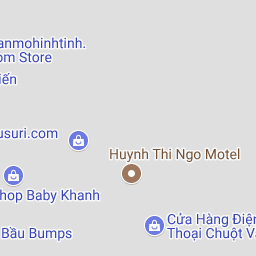 anmohinhtinh.
om Store
iến
usuri.com
Huynh Thi Ngo Motel
hop Baby Khanh
Cửa Hàng Điện
Thoại Chuột V
Bầu Bumps